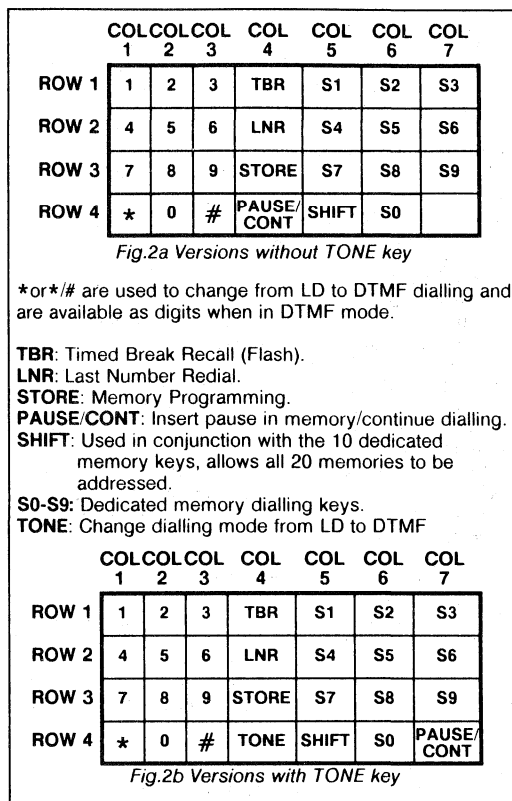 COL COL COL COL COL COL COL
1 2 3 4 5 6 7
ROW 1 1 2 3 TBR S1 S2 S3
ROW 2 4 5 6 LNR S4 S5 S6
ROW 3 7 8 9 STORE S7 S8 S9
ROW 4 * 0 # PAUSE/ CONT SHIFT S0
Fig.2a Versions without TONE key
*or*/# are used to change from LD to DTMF dialling and
are available as digits when in DTMF mode.
TBR: Timed Break Recall (Flash).
LNR: Last Number Redial.
STORE: Memory Programming.
PAUSE/CONT: Insert pause in memory/continue dialling.
SHIFT: Used in conjunction with the 10 dedicated
memory keys, allows all 20 memories to be
addressed.
S0-S9: Dedicated memory dialling keys.
TONE: Change dialling mode from LD to DTMF
COL COL COL COL COL COL COL
1 2 3 4 5 6 7
ROW 1 1 2 3 TBR S1 S2 S3
ROW 2 4 5 6 LNR S4 S5 S6
ROW 3 7 8 9 STORE S7 S8 S9
ROW 4 * 0 # TONE SHIFT S0 PAUSE/ CONT
Fig.2b Versions with TONE key